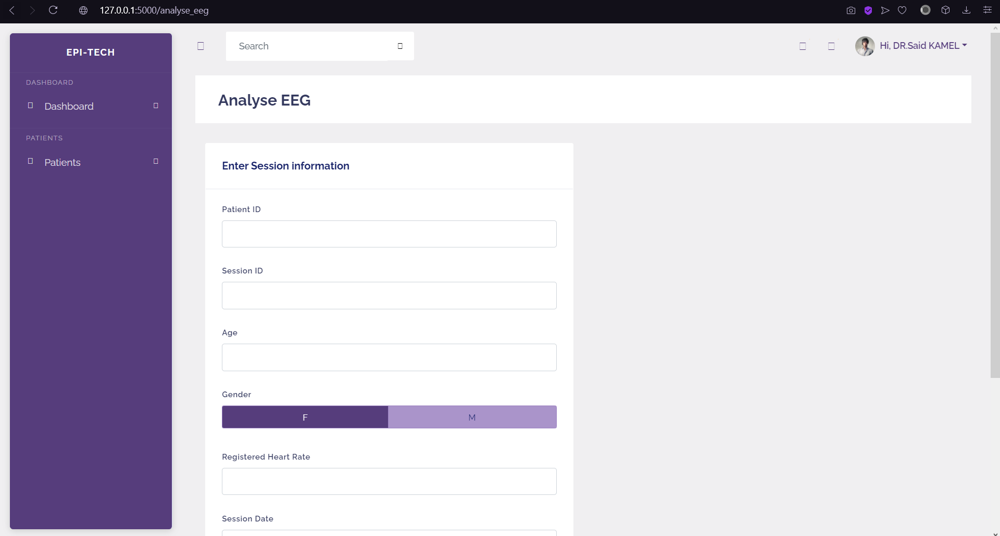 127.0.0.1:5000/analyse_eeg
EPI-TECH
DASHBOARD
Dashboard
PATIENTS
Patients
Search
Hi, DR.Said KAMEL
Analyse EEG
Enter Session information
Patient ID
Session ID
Age
Gender
F M
Registered Heart Rate
Session Date